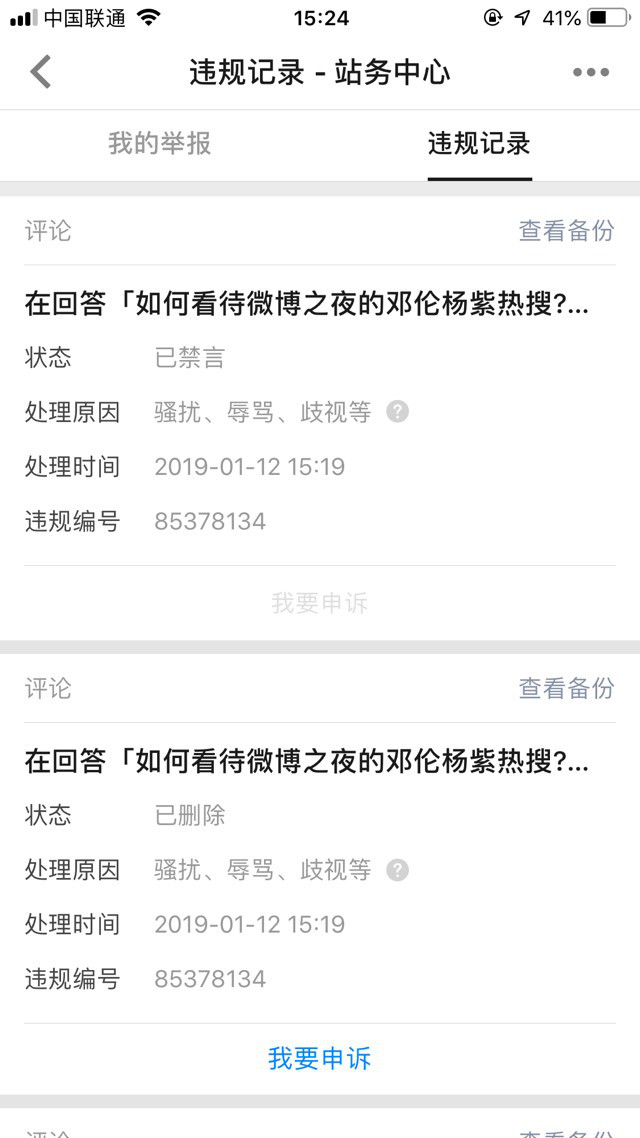 中国联通 15:24 41%
违规记录 - 站务中心
我的举报 违规记录
评论 查看备份
在回答「如何看待微博之夜的邓伦杨紫热搜?...
状态 已禁言
处理原因 骚扰、辱骂、歧视等 ?
处理时间 2019-01-12 15:19
违规编号 85378134
我要申诉
评论 查看备份
在回答「如何看待微博之夜的邓伦杨紫热搜?...
状态 已删除
处理原因 骚扰、辱骂、歧视等 ?
处理时间 2019-01-12 15:19
违规编号 85378134
我要申诉
评论 查看备份